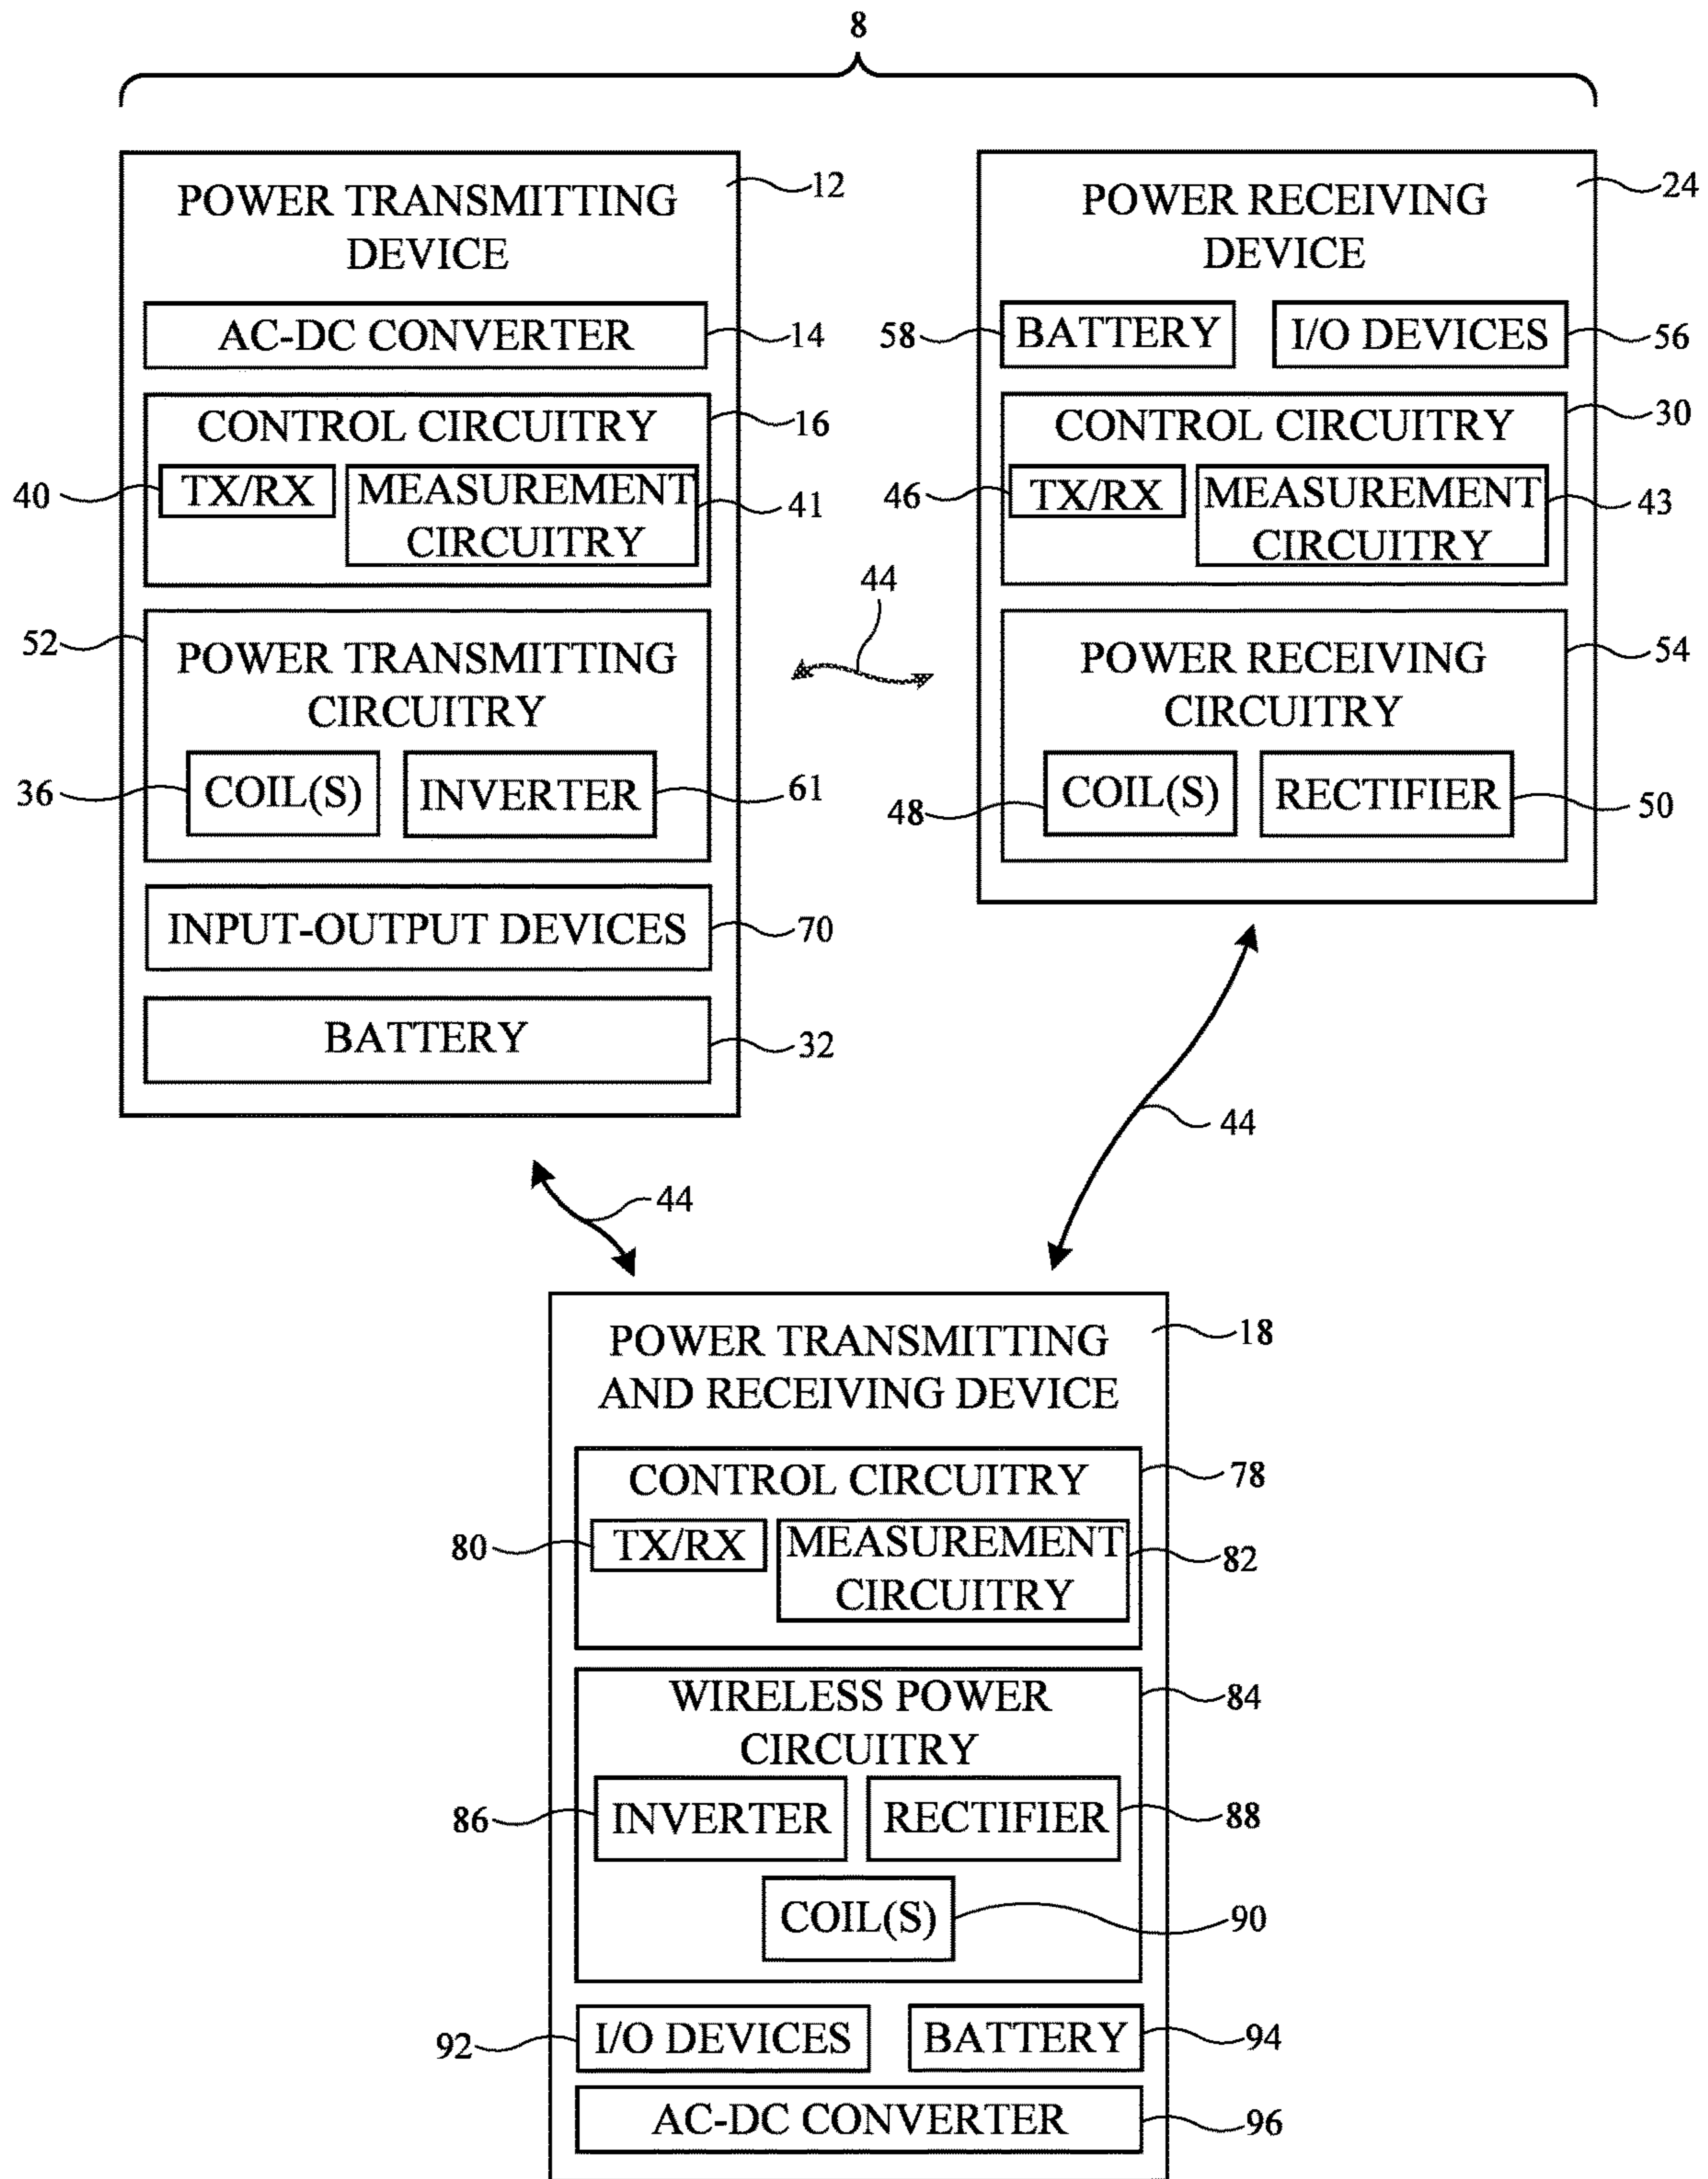 8
POWER TRANSMITTING
DEVICE
12
AC-DC CONVERTER
14
CONTROL CIRCUITRY
16
40
TX/RX
MEASUREMENT
CIRCUITRY
41
52
POWER TRANSMITTING
CIRCUITRY
36
COIL(S)
INVERTER
61
INPUT-OUTPUT DEVICES
70
BATTERY
32
44
POWER RECEIVING
DEVICE
24
58
BATTERY
I/O DEVICES
56
CONTROL CIRCUITRY
30
46
TX/RX
MEASUREMENT
CIRCUITRY
43
POWER RECEIVING
CIRCUITRY
54
48
COIL(S)
RECTIFIER
50
44
44
POWER TRANSMITTING
AND RECEIVING DEVICE
18
CONTROL CIRCUITRY
78
80
TX/RX
MEASUREMENT
CIRCUITRY
82
WIRELESS POWER
CIRCUITRY
84
86
INVERTER
RECTIFIER
88
COIL(S)
90
92
I/O DEVICES
BATTERY
94
AC-DC CONVERTER
96